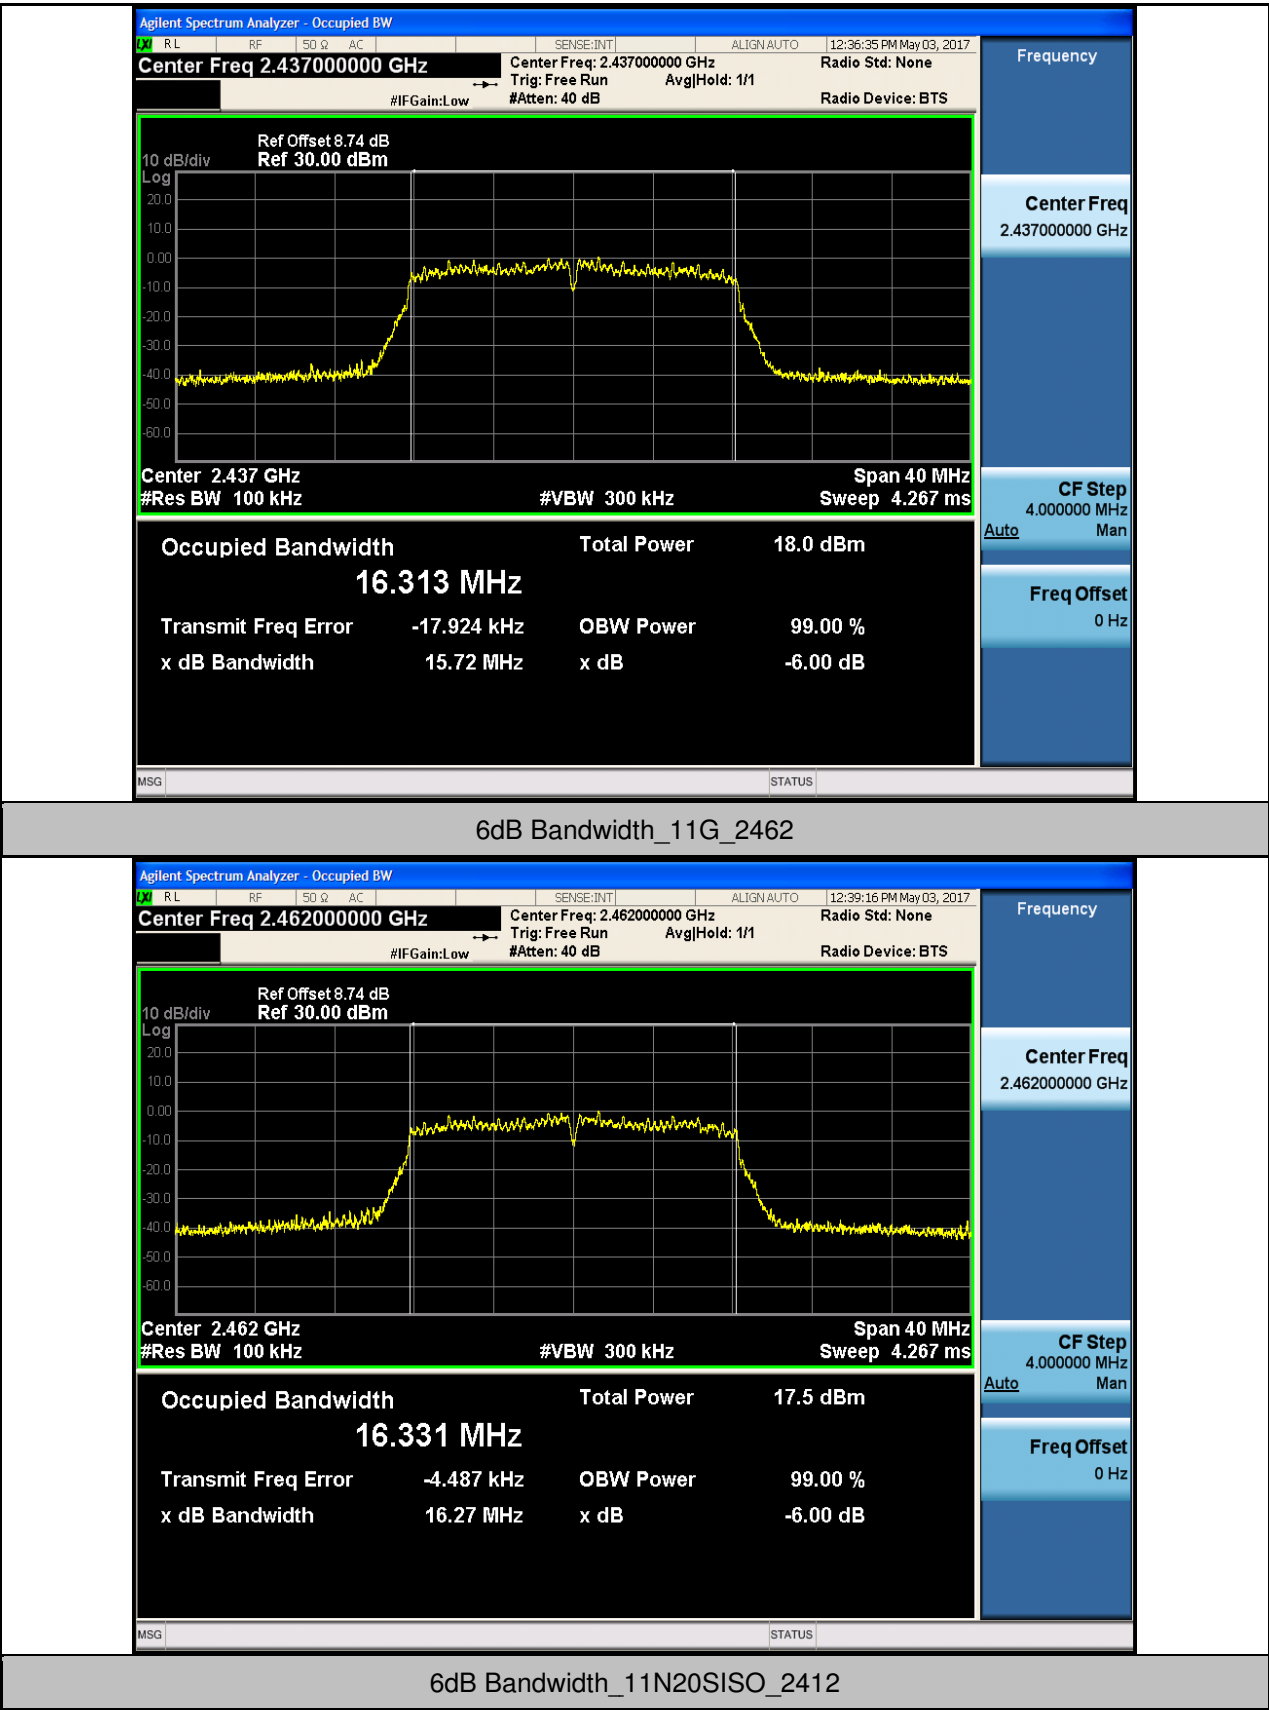 Agilent Spectrum Analyzer - Occupied BW
LXI RL RF 50 Ω AC SENSE:INT ALIGN AUTO 12:36:35 PM May 03, 2017
Center Freq 2.437000000 GHz
Center Freq: 2.437000000 GHz
Radio Std: None
Trig: Free Run
Avg|Hold: 1/1
#IFGain:Low
#Atten: 40 dB
Radio Device: BTS
Ref Offset 8.74 dB
10 dB/div Ref 30.00 dBm
Log
20.0
10.0
0.00
-10.0
-20.0
-30.0
-40.0
-50.0
-60.0
Center 2.437 GHz Span 40 MHz
#Res BW 100 kHz #VBW 300 kHz Sweep 4.267 ms
Occupied Bandwidth Total Power 18.0 dBm
16.313 MHz
Transmit Freq Error -17.924 kHz OBW Power 99.00 %
x dB Bandwidth 15.72 MHz x dB -6.00 dB
MSG STATUS
Frequency
Center Freq
2.437000000 GHz
CF Step
4.000000 MHz
Auto Man
Freq Offset
0 Hz
6dB Bandwidth_11G_2462
Agilent Spectrum Analyzer - Occupied BW
LXI RL RF 50 Ω AC SENSE:INT ALIGN AUTO 12:39:16 PM May 03, 2017
Center Freq 2.462000000 GHz
Center Freq: 2.462000000 GHz
Radio Std: None
Trig: Free Run
Avg|Hold: 1/1
#IFGain:Low
#Atten: 40 dB
Radio Device: BTS
Ref Offset 8.74 dB
10 dB/div Ref 30.00 dBm
Log
20.0
10.0
0.00
-10.0
-20.0
-30.0
-40.0
-50.0
-60.0
Center 2.462 GHz Span 40 MHz
#Res BW 100 kHz #VBW 300 kHz Sweep 4.267 ms
Occupied Bandwidth Total Power 17.5 dBm
16.331 MHz
Transmit Freq Error -4.487 kHz OBW Power 99.00 %
x dB Bandwidth 16.27 MHz x dB -6.00 dB
MSG STATUS
Frequency
Center Freq
2.462000000 GHz
CF Step
4.000000 MHz
Auto Man
Freq Offset
0 Hz
6dB Bandwidth_11N20SISO_2412